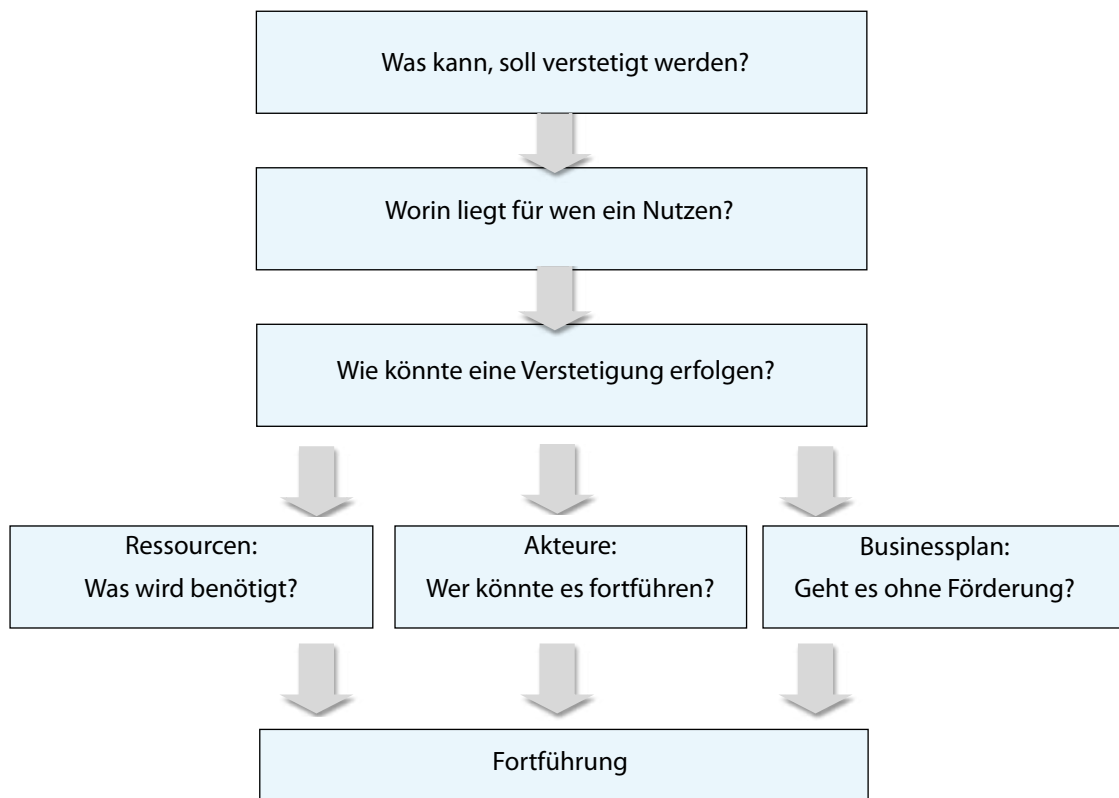 Was kann, soll verstetigt werden?
Worin liegt für wen ein Nutzen?
Wie könnte eine Verstetigung erfolgen?
Ressourcen:
Was wird benötigt?
Akteure:
Wer könnte es fortführen?
Businessplan:
Geht es ohne Förderung?
Fortführung